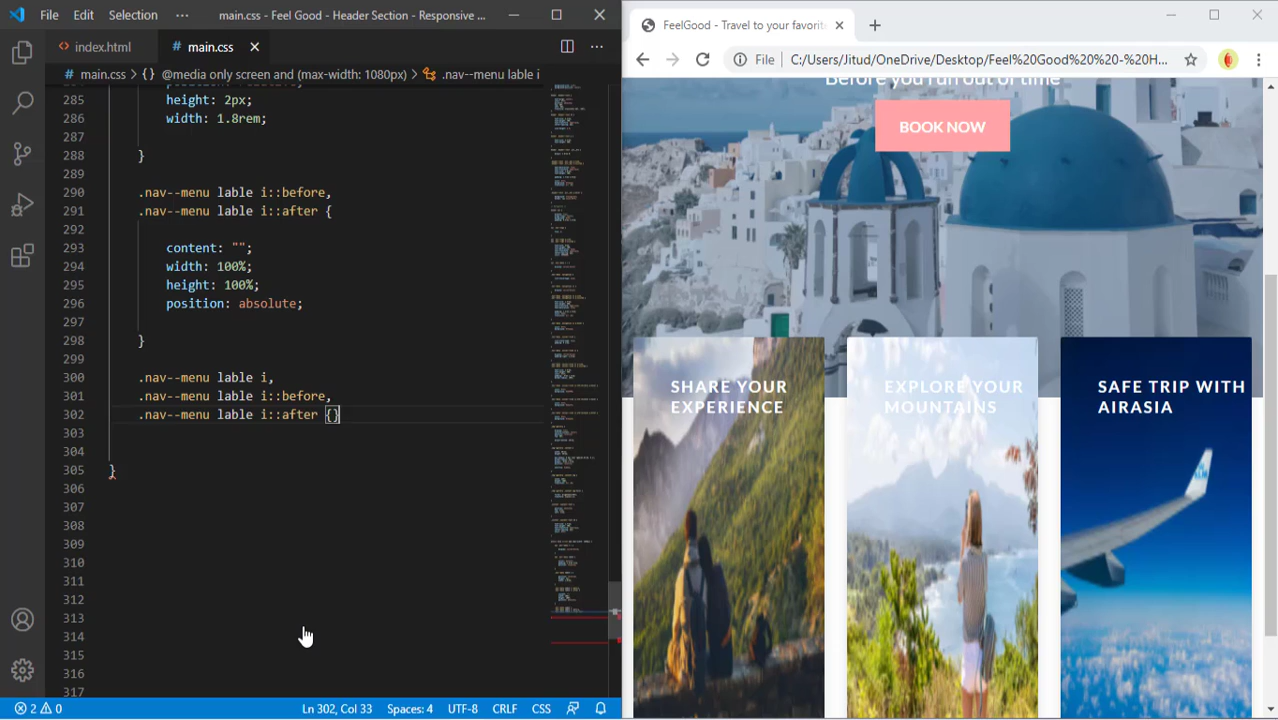 File Edit Selection ··· main.css - Feel Good - Header Section - Responsive ...
index.html main.css
main.css > {} @media only screen and (max-width: 1080px) > .nav--menu lable i
285 height: 2px;
286 width: 1.8rem;
287
288 }
289
290 .nav--menu lable i::before,
291 .nav--menu lable i::after {
292
293 content: "";
294 width: 100%;
295 height: 100%;
296 position: absolute;
297
298 }
299
300 .nav--menu lable i,
301 .nav--menu lable i::before,
302 .nav--menu lable i::after {}
303
304
305 }
306
307
308
309
310
311
312
313
314
315
316
317
2 0 Ln 302, Col 33 Spaces: 4 UTF-8 CRLF CSS
FeelGood - Travel to your favorit
File C:/Users/Jitud/OneDrive/Desktop/Feel%20Good%20%20-%20H...
Before you run out of time
BOOK NOW
SHARE YOUR
EXPERIENCE
EXPLORE YOUR
MOUNTAINS
SAFE TRIP WITH
AIRASIA